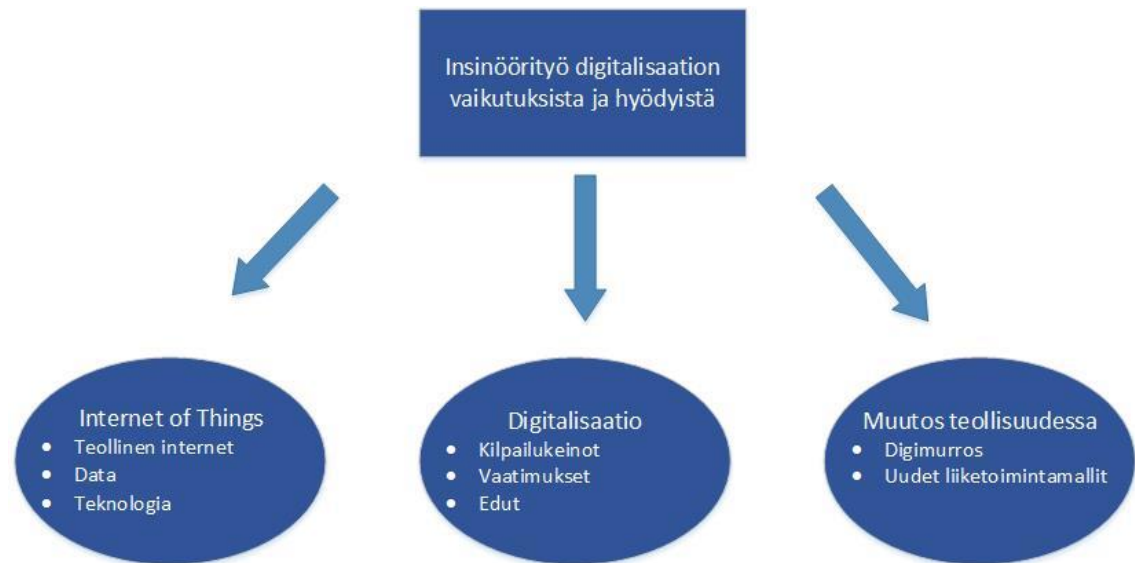 Insinöörityö digitalisaation
vaikutuksista ja hyödyistä
Internet of Things
• Teollinen internet
• Data
• Teknologia
Digitalisaatio
• Kilpailukeinot
• Vaatimukset
• Edut
Muutos teollisuudessa
• Digimurros
• Uudet liiketoimintamallit